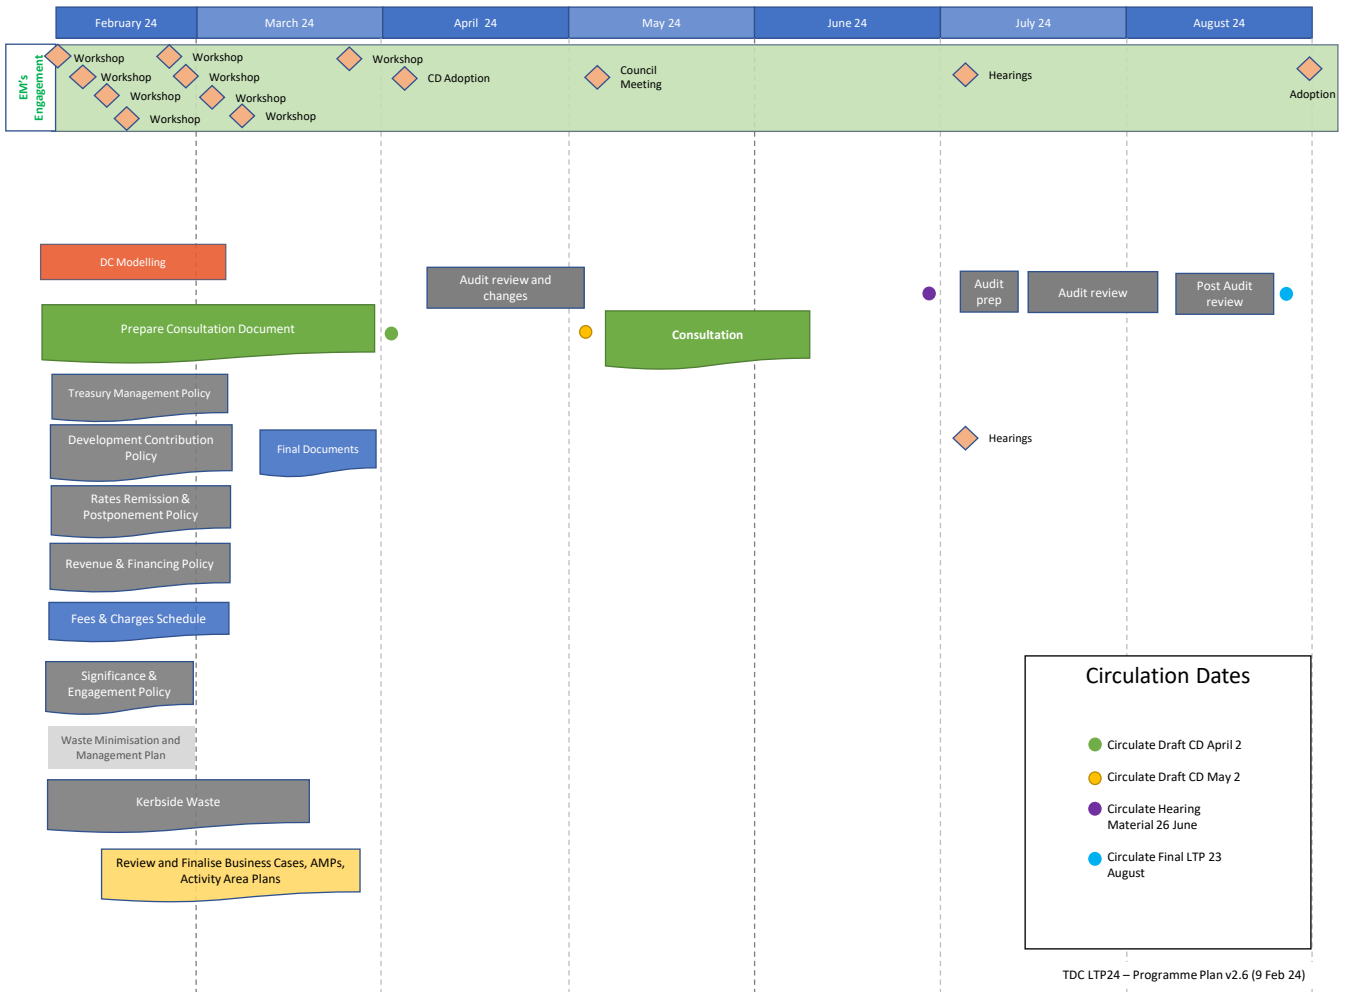 February 24
March 24
April  24
May 24
June 24
July 24
August 24
EM's
Engagement
Workshop
Workshop
Workshop
Workshop
Workshop
Workshop
Workshop
Workshop
Workshop
CD Adoption
Council
Meeting
Hearings
Adoption
DC Modelling
Audit review and
changes
Audit
prep
Audit review
Post Audit
review
Prepare Consultation Document
Consultation
Treasury Management Policy
Development Contribution
Policy
Final Documents
Hearings
Rates Remission &
Postponement Policy
Revenue & Financing Policy
Fees & Charges Schedule
Significance &
Engagement Policy
Waste Minimisation and
Management Plan
Kerbside Waste
Review and Finalise Business Cases, AMPs,
Activity Area Plans
Circulation Dates
Circulate Draft CD April 2
Circulate Draft CD May 2
Circulate Hearing
Material 26 June
Circulate Final LTP 23
August
TDC LTP24 – Programme Plan v2.6 (9 Feb 24)